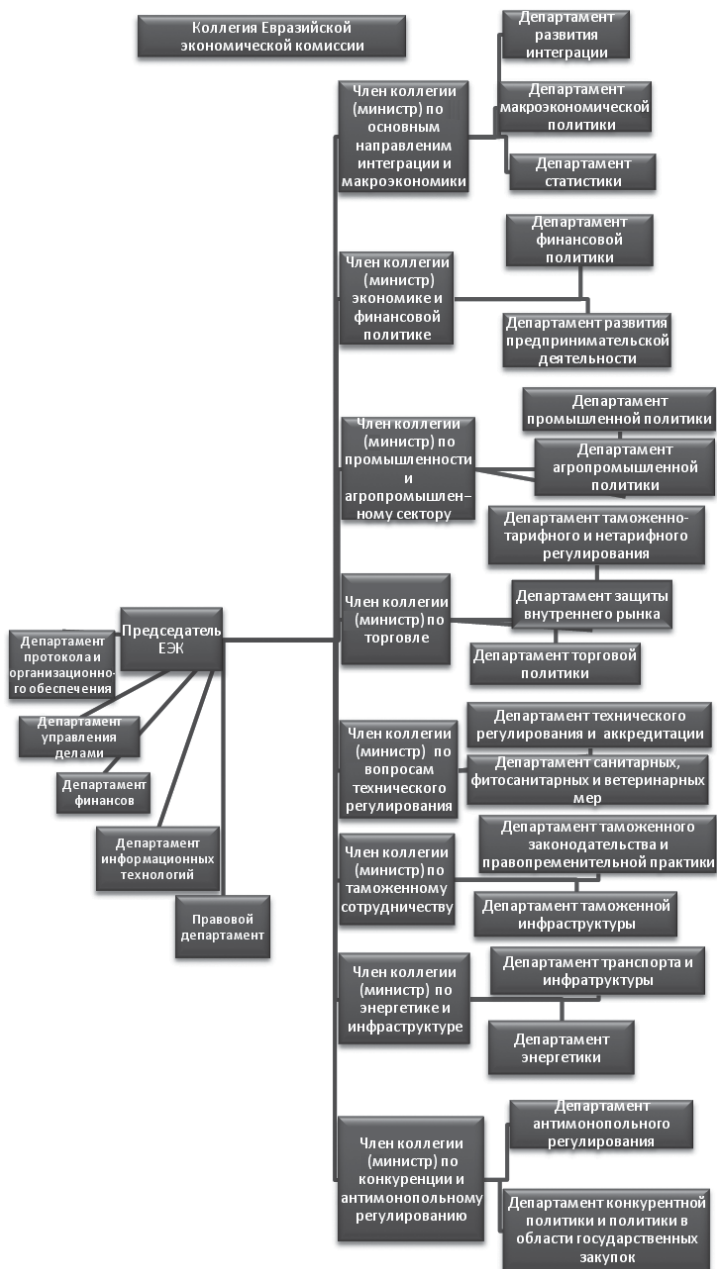 Коллегия Евразийской
экономической комиссии
Департамент
развития
интеграции
Член коллегии
(министр) по
основным
направленим
интеграции и
макроэкономики
Департамент
макроэкономической
политики
Департамент
статистики
Член коллегии
(министр)
экономике и
финансовой
политике
Департамент
финансовой
политики
Департамент развития
предпринимательской
деятельности
Член коллегии
(министр) по
промышленности
и
агропромышлен–
ному сектору
Департамент
промышленной политики
Департамент
агропромышленной
политики
Департамент таможенно-
тарифного и нетарифного
регулирования
Член коллегии
(министр) по
торговле
Департамент защиты
внутреннего рынка
Департамент торговой
политики
Председатель
ЕЭК
Департамент
протокола и
организационно-
го обеспечения
Департамент
управления
делами
Департамент
финансов
Департамент
информационных
технологий
Правовой
департамент
Член коллегии
(министр) по
вопросам
технического
регулирования
Департамент технического
регулирования и аккредитации
Департамент санитарных,
фитосанитарных и ветеринарных
мер
Член коллегии
(министр) по
таможенному
сотрудничеству
Департамент таможенного
законодательства и
правопременительной практики
Департамент таможенной
инфраструктуры
Член коллегии
(министр) по
энергетике и
инфраструктуре
Департамент транспорта и
инфратруктуры
Департамент
энергетики
Член коллегии
(министр) по
конкуренции и
антимонопольному
регулированию
Департамент
антимонопольного
регулирования
Департамент конкурентной
политики и политики в
области государственных
закупок